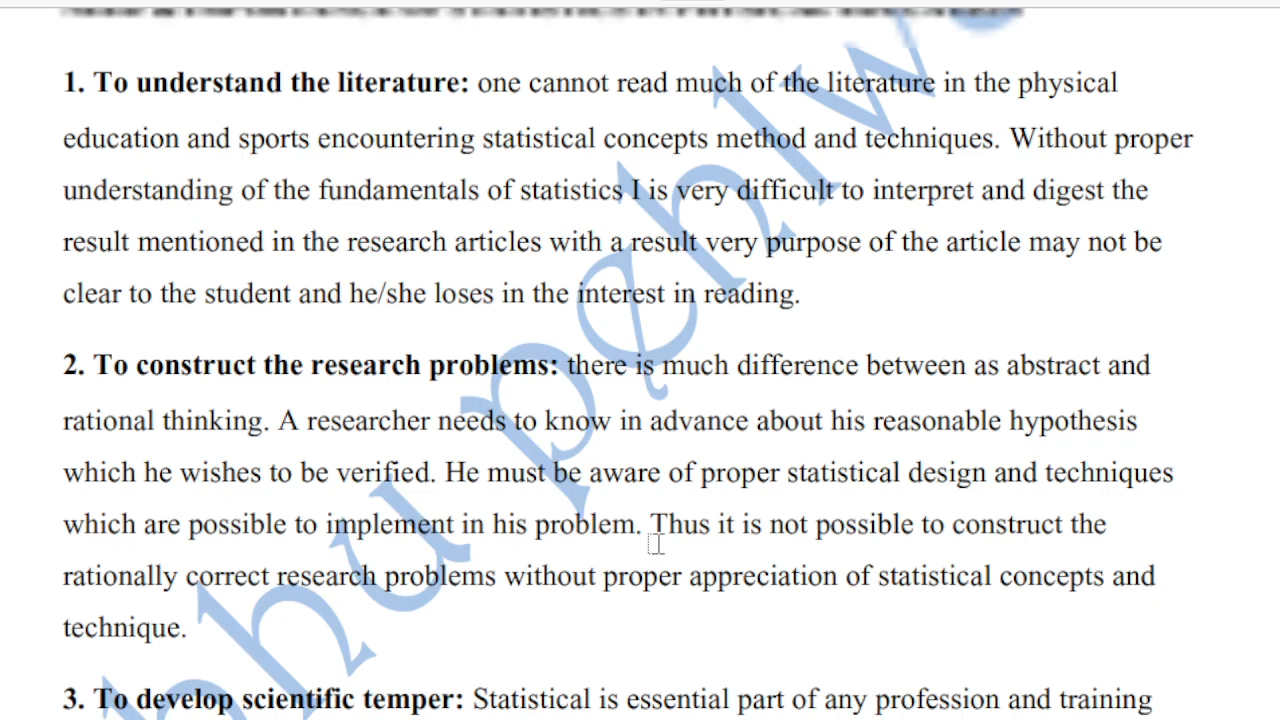 1. To understand the literature: one cannot read much of the literature in the physical
education and sports encountering statistical concepts method and techniques. Without proper
understanding of the fundamentals of statistics I is very difficult to interpret and digest the
result mentioned in the research articles with a result very purpose of the article may not be
clear to the student and he/she loses in the interest in reading.
2. To construct the research problems: there is much difference between as abstract and
rational thinking. A researcher needs to know in advance about his reasonable hypothesis
which he wishes to be verified. He must be aware of proper statistical design and techniques
which are possible to implement in his problem. Thus it is not possible to construct the
rationally correct research problems without proper appreciation of statistical concepts and
technique.
3. To develop scientific temper: Statistical is essential part of any profession and training